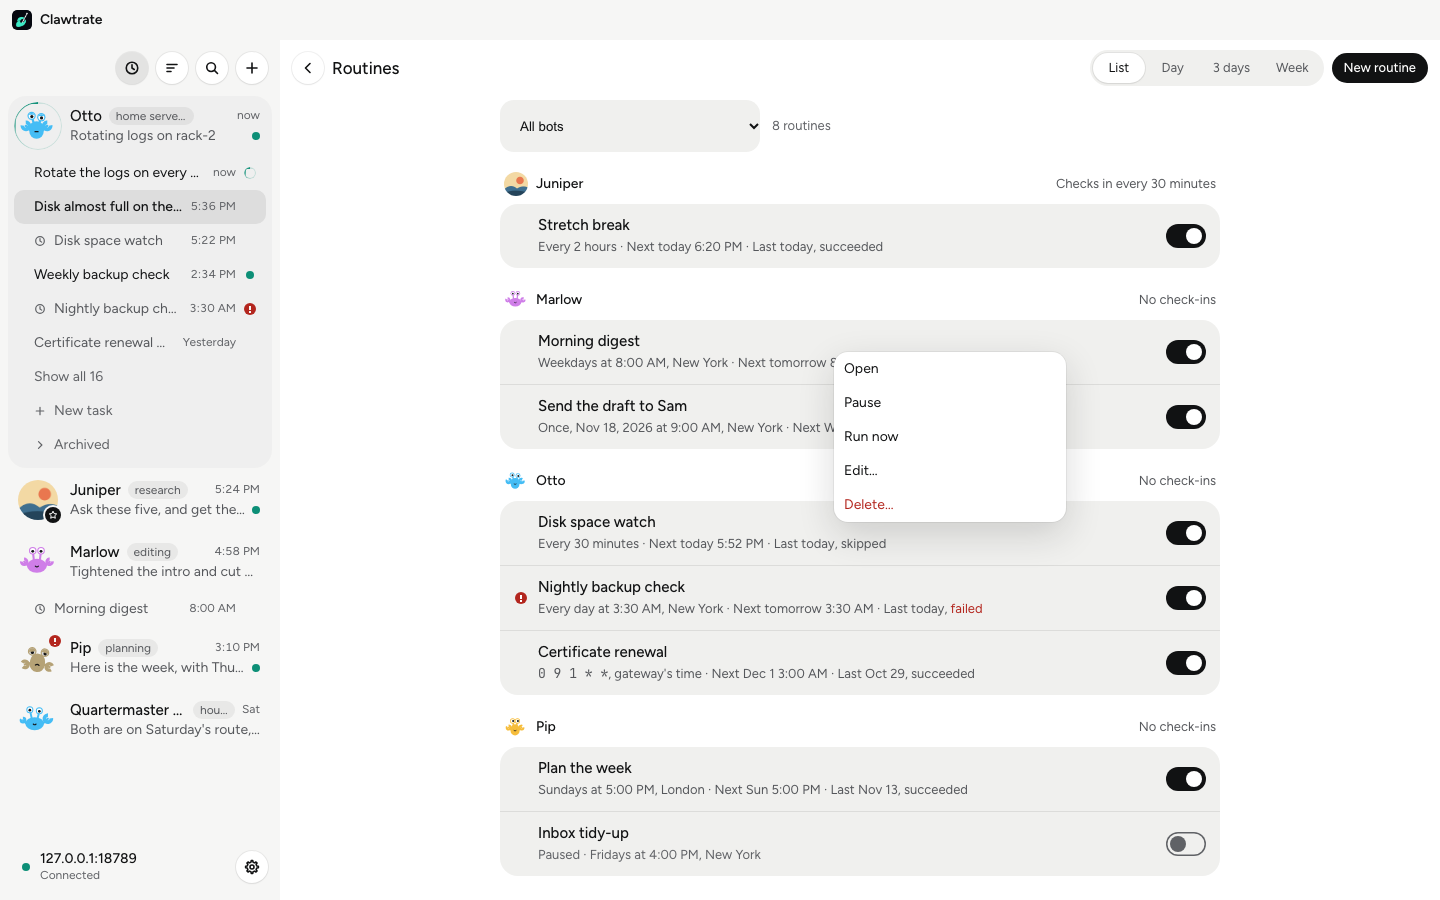 Clawtrate
Otto home serve... now
Rotating logs on rack-2
Rotate the logs on every ... now
Disk almost full on the... 5:36 PM
Disk space watch 5:22 PM
Weekly backup check 2:34 PM
Nightly backup ch... 3:30 AM
Certificate renewal ... Yesterday
Show all 16
New task
Archived
Juniper research 5:24 PM
Ask these five, and get the...
Marlow editing 4:58 PM
Tightened the intro and cut ...
Morning digest 8:00 AM
Pip planning 3:10 PM
Here is the week, with Thu...
Quartermaster ... hou... Sat
Both are on Saturday's route,...
127.0.0.1:18789
Connected
Routines
List Day 3 days Week New routine
All bots 8 routines
Juniper Checks in every 30 minutes
Stretch break
Every 2 hours · Next today 6:20 PM · Last today, succeeded
Marlow No check-ins
Morning digest
Weekdays at 8:00 AM, New York · Next tomorrow
Send the draft to Sam
Once, Nov 18, 2026 at 9:00 AM, New York · Next
Open
Pause
Run now
Edit...
Delete...
Otto No check-ins
Disk space watch
Every 30 minutes · Next today 5:52 PM · Last today, skipped
Nightly backup check
Every day at 3:30 AM, New York · Next tomorrow 3:30 AM · Last today, failed
Certificate renewal
0 9 1 * *, gateway's time · Next Dec 1 3:00 AM · Last Oct 29, succeeded
Pip No check-ins
Plan the week
Sundays at 5:00 PM, London · Next Sun 5:00 PM · Last Nov 13, succeeded
Inbox tidy-up
Paused · Fridays at 4:00 PM, New York